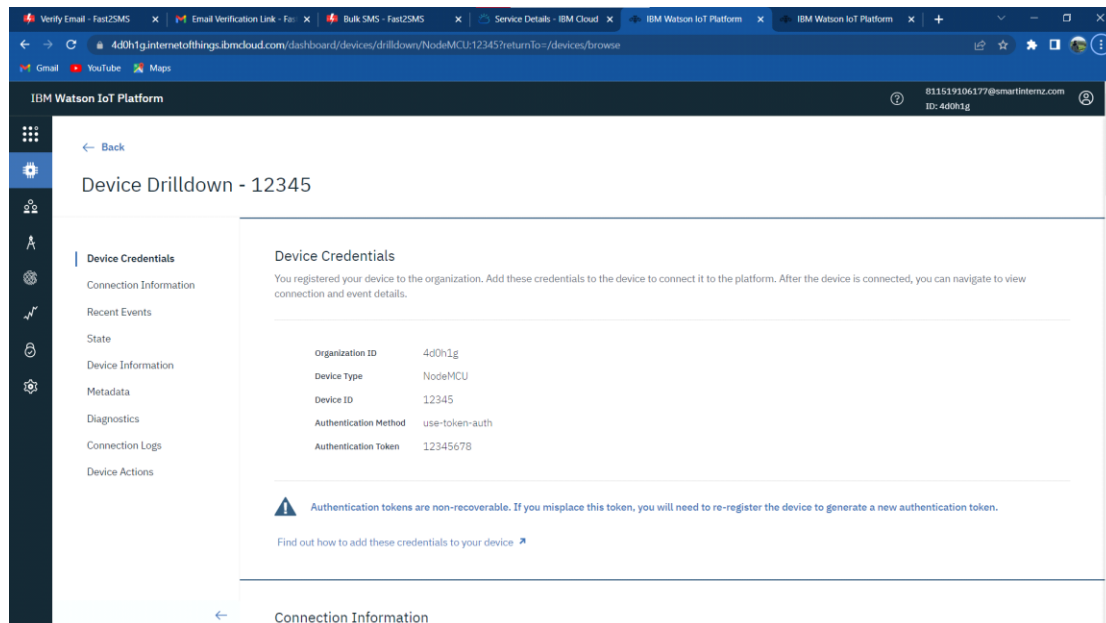 Verify Email - Fast2SMS
Email Verification Link - Fas
Bulk SMS - Fast2SMS
Service Details - IBM Cloud
IBM Watson IoT Platform
IBM Watson IoT Platform
4d0h1g.internetofthings.ibmcloud.com/dashboard/devices/drilldown/NodeMCU:12345?returnTo=/devices/browse
Gmail YouTube Maps
IBM Watson IoT Platform
811519106177@smartinternz.com
ID: 4d0h1g
Back
Device Drilldown - 12345
Device Credentials
Connection Information
Recent Events
State
Device Information
Metadata
Diagnostics
Connection Logs
Device Actions
Device Credentials
You registered your device to the organization. Add these credentials to the device to connect it to the platform. After the device is connected, you can navigate to view
connection and event details.
Organization ID 4d0h1g
Device Type NodeMCU
Device ID 12345
Authentication Method use-token-auth
Authentication Token 12345678
Authentication tokens are non-recoverable. If you misplace this token, you will need to re-register the device to generate a new authentication token.
Find out how to add these credentials to your device
Connection Information